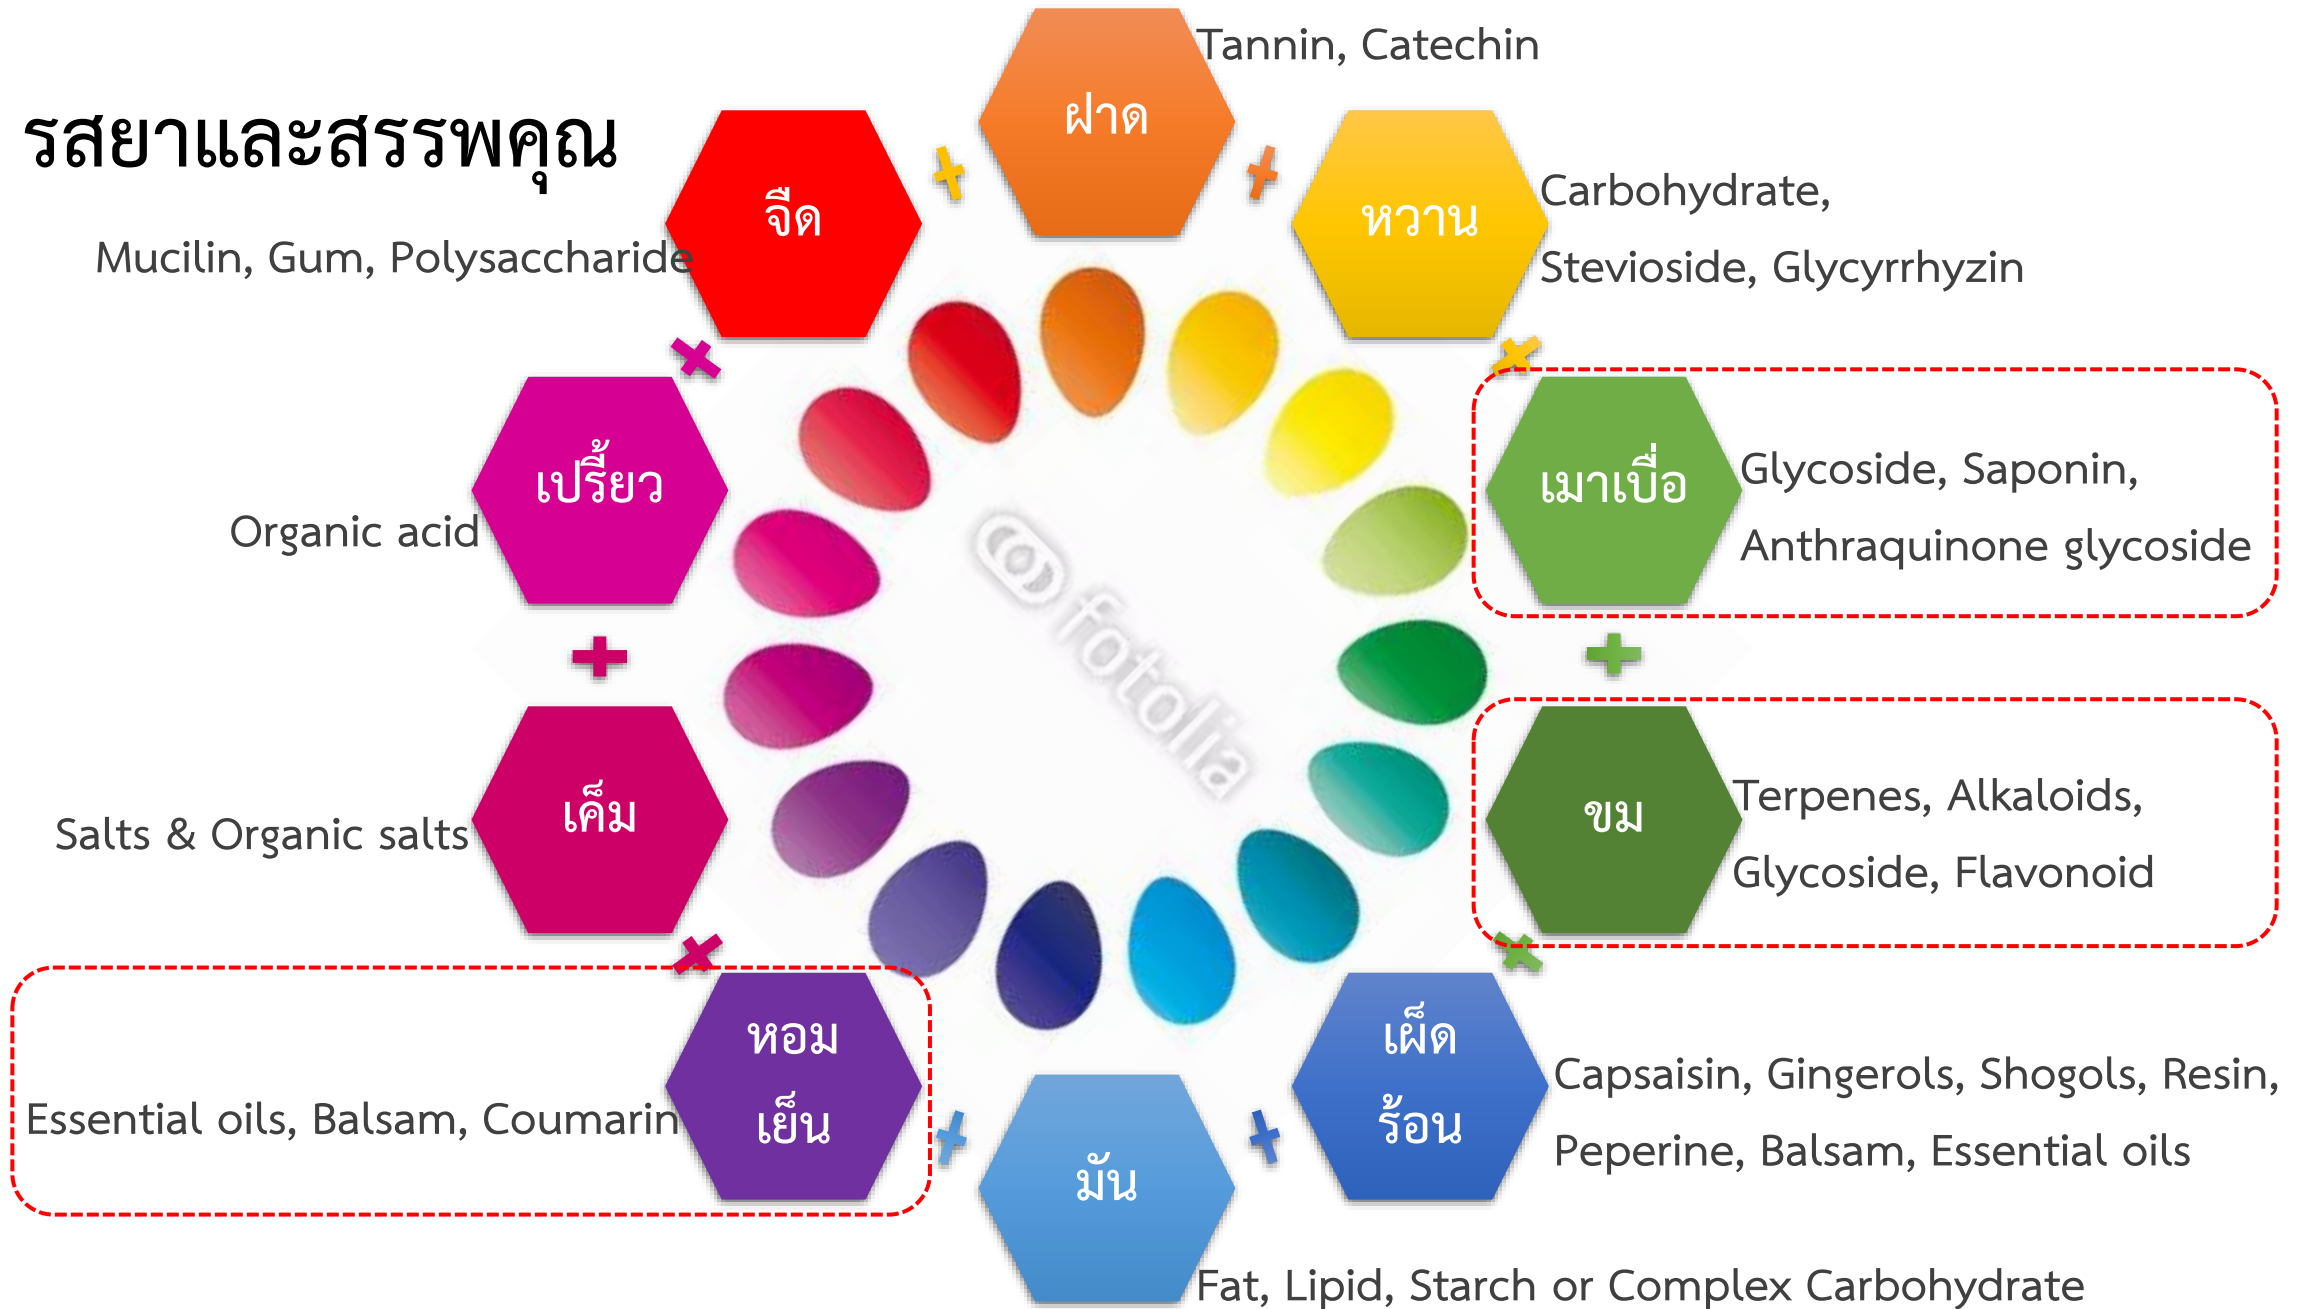 รสยาและสรรพคุณ
ฝาด
Tannin, Catechin
จืด
Mucilin, Gum, Polysaccharide
หวาน
Carbohydrate,
Stevioside, Glycyrrhyzin
เปรี้ยว
Organic acid
เมาเบื่อ
Glycoside, Saponin,
Anthraquinone glycoside
fotolia
เค็ม
Salts & Organic salts
ขม
Terpenes, Alkaloids,
Glycoside, Flavonoid
หอม
เย็น
Essential oils, Balsam, Coumarin
เผ็ด
ร้อน
Capsaisin, Gingerols, Shogols, Resin,
Peperine, Balsam, Essential oils
มัน
Fat, Lipid, Starch or Complex Carbohydrate